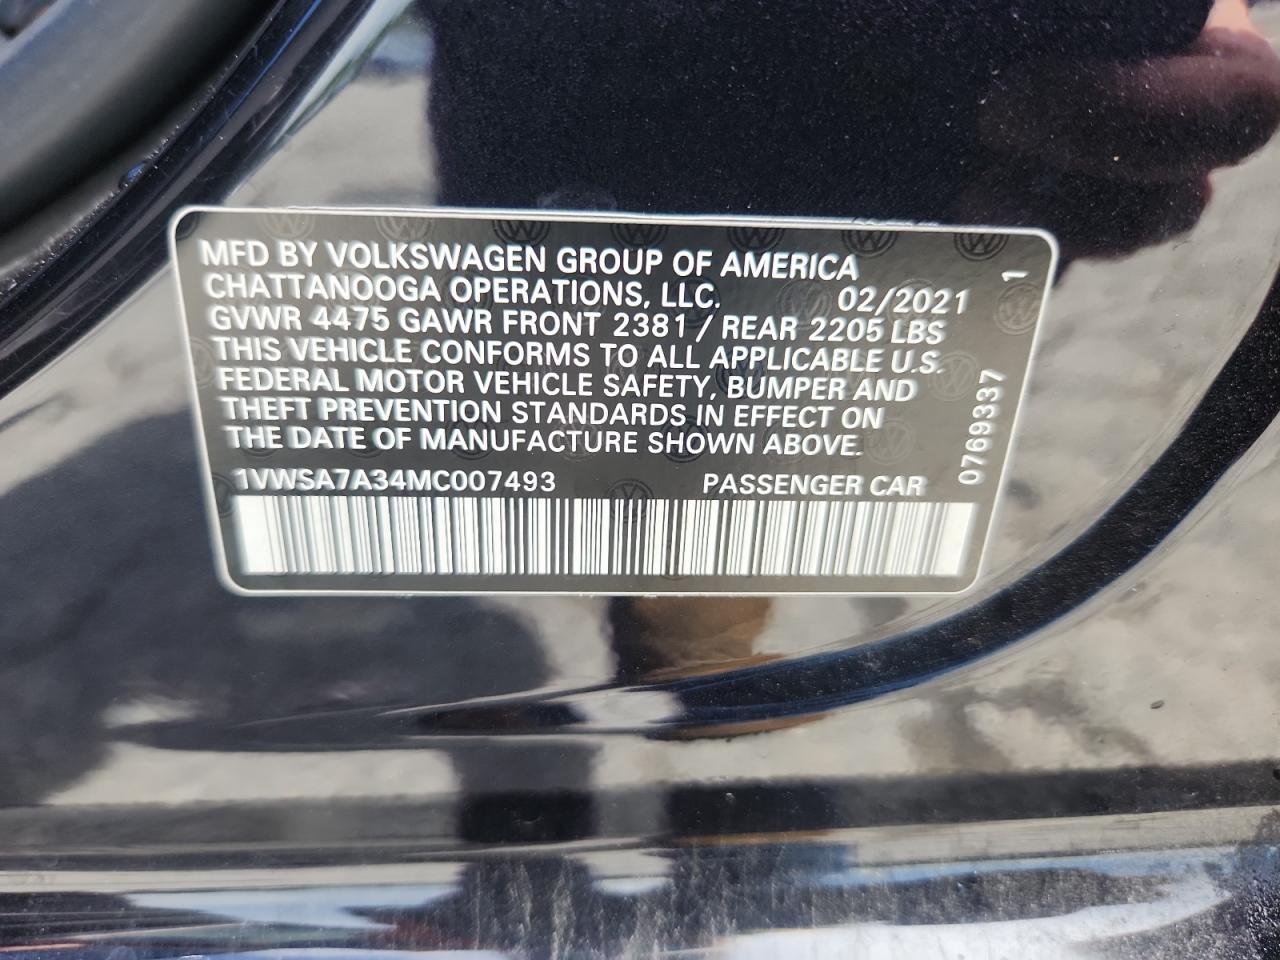 MFD BY VOLKSWAGEN GROUP OF AMERICA
CHATTANOOGA OPERATIONS, LLC. 02/2021 1
GVWR 4475 GAWR FRONT 2381 / REAR 2205 LBS
THIS VEHICLE CONFORMS TO ALL APPLICABLE U.S.
FEDERAL MOTOR VEHICLE SAFETY, BUMPER AND
THEFT PREVENTION STANDARDS IN EFFECT ON
THE DATE OF MANUFACTURE SHOWN ABOVE.
1VWSA7A34MC007493 PASSENGER CAR
0769337